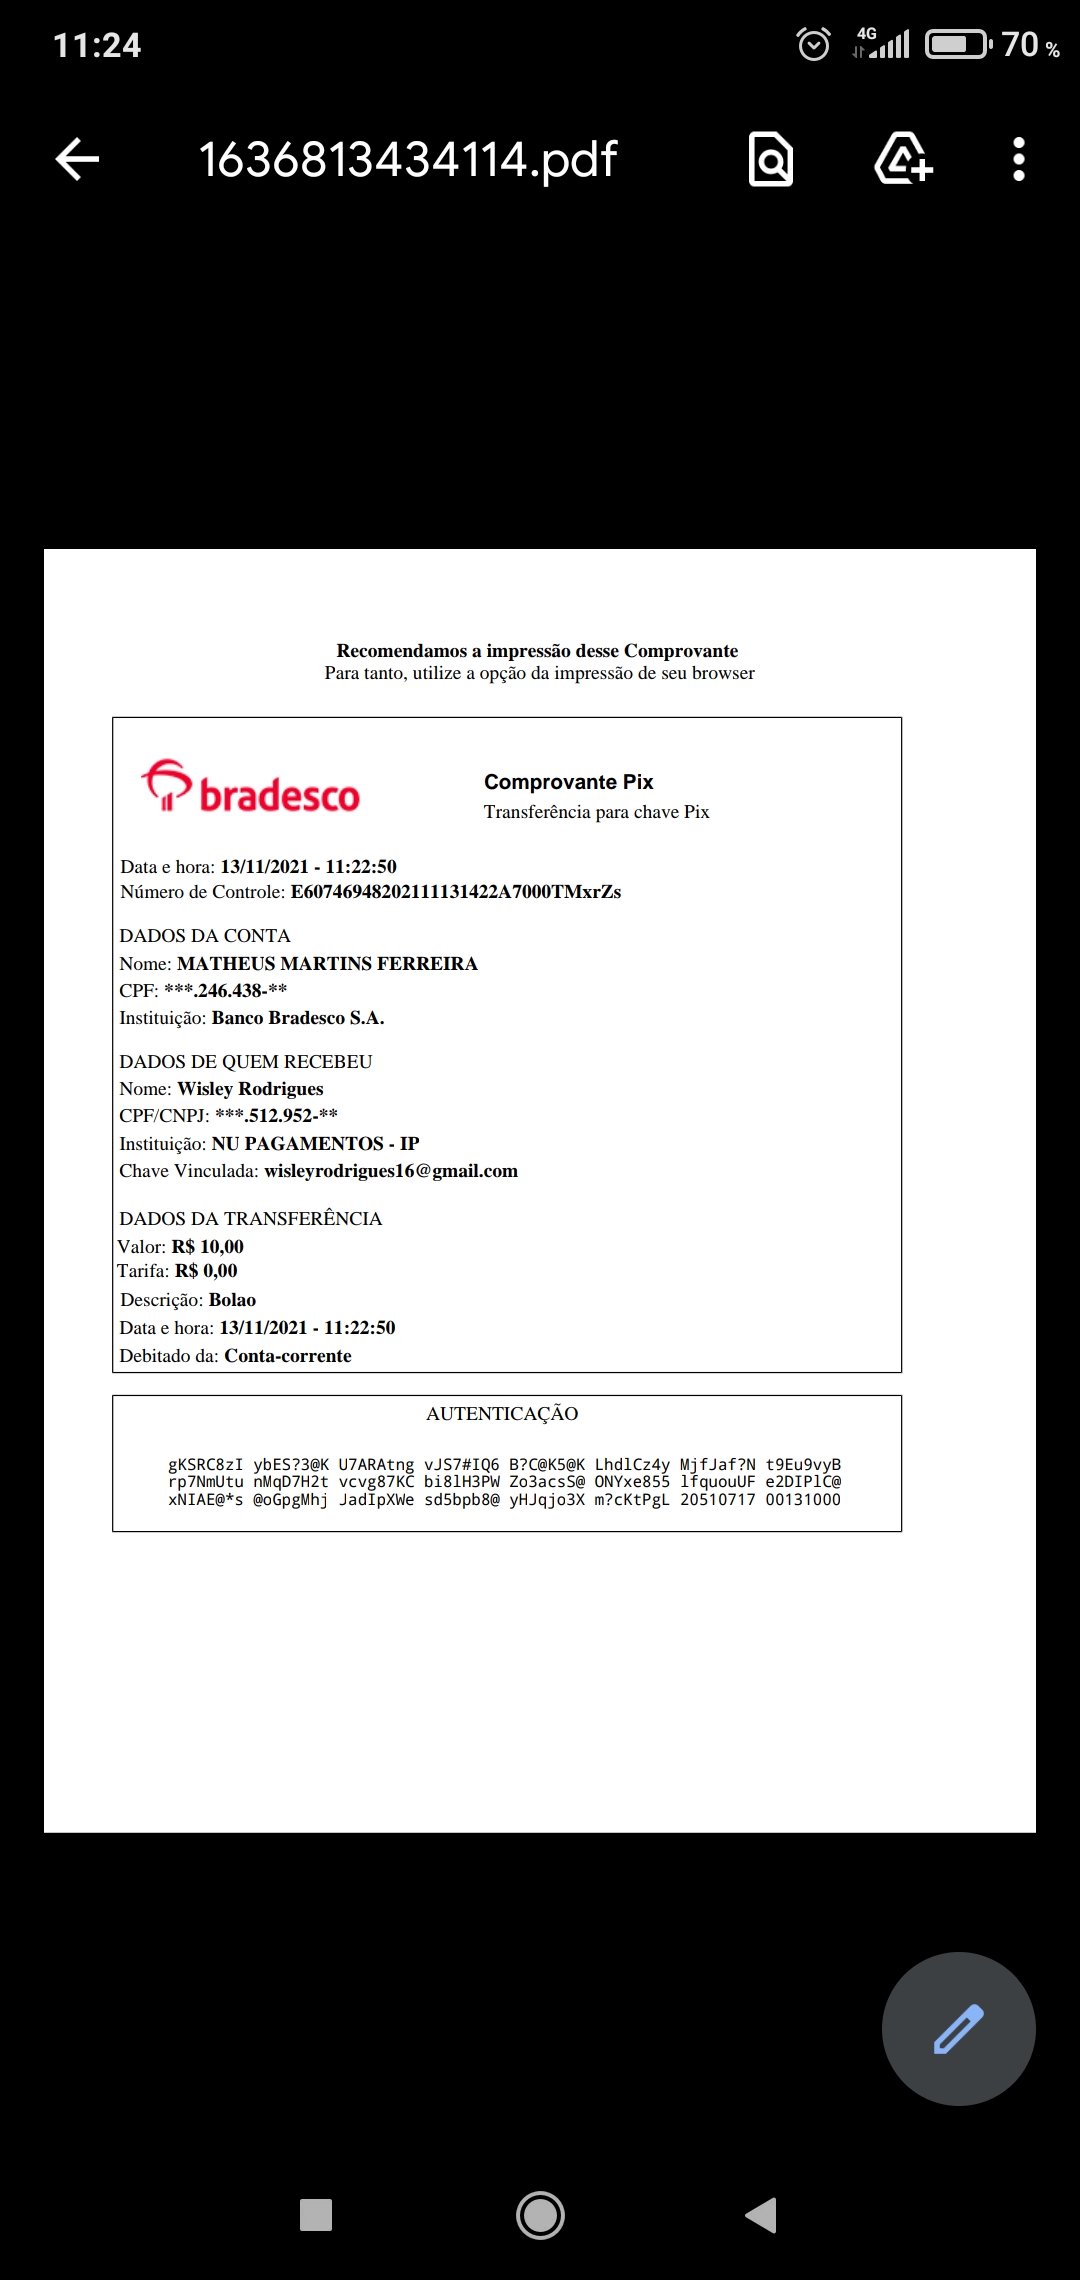 11:24
4G
70 %
1636813434114.pdf
Recomendamos a impressão desse Comprovante
Para tanto, utilize a opção da impressão de seu browser
bradesco
Comprovante Pix
Transferência para chave Pix
Data e hora: 13/11/2021 - 11:22:50
Número de Controle: E60746948202111131422A7000TMxrZs
DADOS DA CONTA
Nome: MATHEUS MARTINS FERREIRA
CPF: ***.246.438-**
Instituição: Banco Bradesco S.A.
DADOS DE QUEM RECEBEU
Nome: Wisley Rodrigues
CPF/CNPJ: ***.512.952-**
Instituição: NU PAGAMENTOS - IP
Chave Vinculada: wisleyrodrigues16@gmail.com
DADOS DA TRANSFERÊNCIA
Valor: R$ 10,00
Tarifa: R$ 0,00
Descrição: Bolao
Data e hora: 13/11/2021 - 11:22:50
Debitado da: Conta-corrente
AUTENTICAÇÃO
gKSRC8zI ybES?3@K U7ARAtng vJS7#IQ6 B?C@K5@K LhdlCz4y MjfJaf?N t9Eu9vyB
rp7NmUtu nMqD7H2t vcvg87KC bi8lH3PW Zo3acsS@ ONYxe855 lfquouUF e2DIPlC@
xNIAE@*s @oGpgMhj JadIpXWe sd5bpb8@ yHJqjo3X m?cKtPgL 20510717 00131000